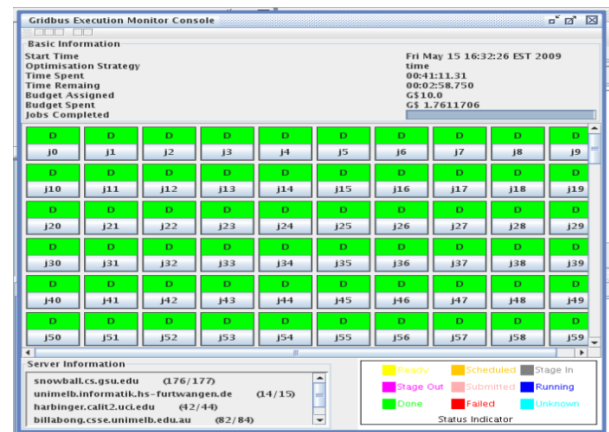 Gridbus Execution Monitor Console
Basic Information
Start Time Fri May 15 16:32:26 EST 2009
Optimisation Strategy time
Time Spent 00:41:11.31
Time Remaing 00:02:58.750
Budget Assigned G$10.0
Budget Spent G$ 1.7611706
Jobs Completed
D D D D D D D D D D
j0 j1 j2 j3 j4 j5 j6 j7 j8 j9
D D D D D D D D D D
j10 j11 j12 j13 j14 j15 j16 j17 j18 j19
D D D D D D D D D D
j20 j21 j22 j23 j24 j25 j26 j27 j28 j29
D D D D D D D D D D
j30 j31 j32 j33 j34 j35 j36 j37 j38 j39
D D D D D D D D D D
j40 j41 j42 j43 j44 j45 j46 j47 j48 j49
D D D D D D D D D D
j50 j51 j52 j53 j54 j55 j56 j57 j58 j59
Server Information
snowball.cs.gsu.edu (176/177)
unimelb.informatik.hs-furtwangen.de (14/15)
harbinger.calit2.uci.edu (42/44)
billabong.csse.unimelb.edu.au (82/84)
Ready Scheduled Stage In
Stage Out Submitted Running
Done Failed Unknown
Status Indicator